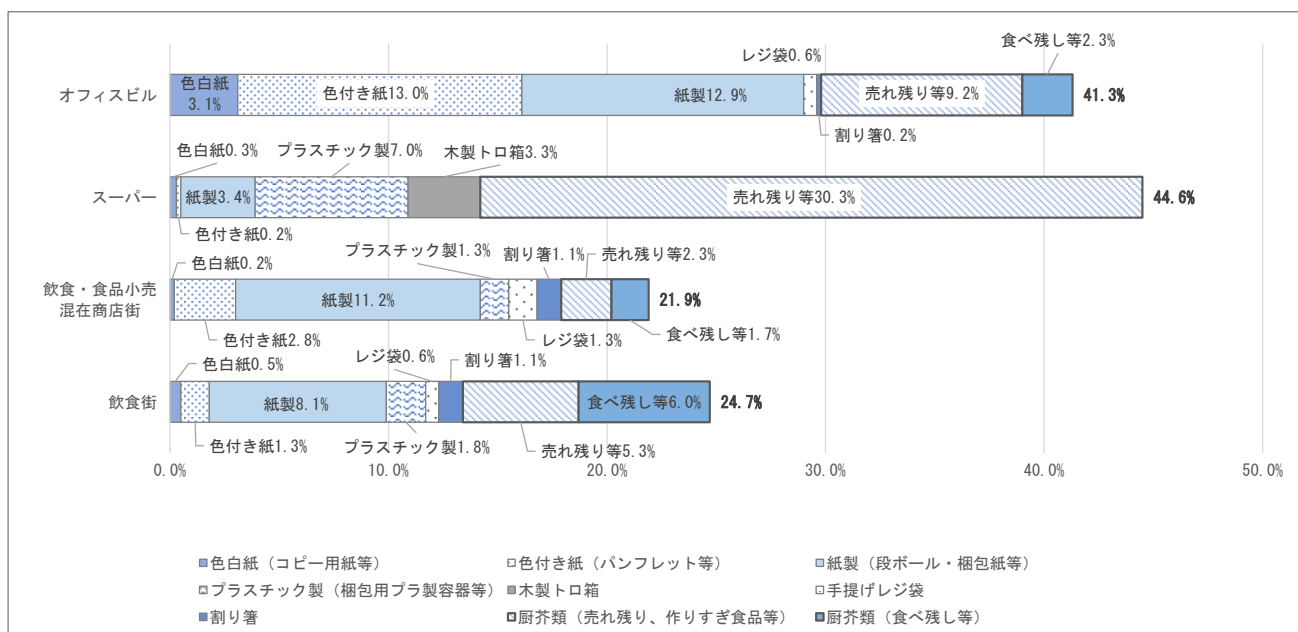 オフィスビル
色白紙
3.1%
色付き紙13.0%
紙製12.9%
レジ袋0.6%
割り箸0.2%
売れ残り等9.2%
食べ残し等2.3%
41.3%
スーパー
色白紙0.3%
色付き紙0.2%
紙製3.4%
プラスチック製7.0%
木製トロ箱3.3%
売れ残り等30.3%
44.6%
飲食・食品小売
混在商店街
色白紙0.2%
色付き紙2.8%
紙製11.2%
プラスチック製1.3%
レジ袋1.3%
割り箸1.1%
売れ残り等2.3%
食べ残し等1.7%
21.9%
飲食街
色白紙0.5%
色付き紙1.3%
紙製8.1%
プラスチック製1.8%
レジ袋0.6%
割り箸1.1%
売れ残り等5.3%
食べ残し等6.0%
24.7%
0.0%
10.0%
20.0%
30.0%
40.0%
50.0%
色白紙（コピー用紙等）
色付き紙（パンフレット等）
紙製（段ボール・梱包紙等）
プラスチック製（梱包用プラ製容器等）
木製トロ箱
手提げレジ袋
割り箸
厨芥類（売れ残り、作りすぎ食品等）
厨芥類（食べ残し等）